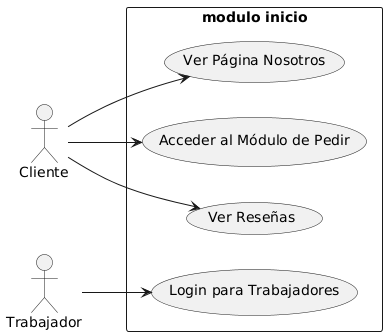 modulo inicio
Ver Página Nosotros
Acceder al Módulo de Pedir
Cliente
Ver Reseñas
Login para Trabajadores
Trabajador